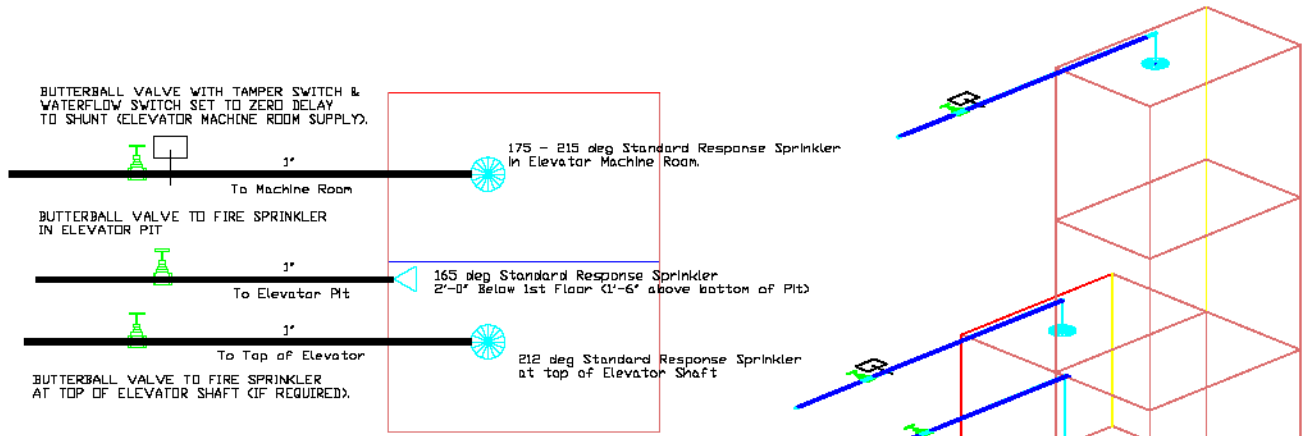 BUTTERBALL VALVE WITH TAMPER SWITCH &
WATERFLOW SWITCH SET TO ZERO DELAY
TO SHUNT (ELEVATOR MACHINE ROOM SUPPLY).
1"
To Machine Room
175 - 215 deg Standard Response Sprinkler
in Elevator Machine Room.
BUTTERBALL VALVE TO FIRE SPRINKLER
IN ELEVATOR PIT
1"
To Elevator Pit
165 deg Standard Response Sprinkler
2'-0" Below 1st Floor (1'-6" above bottom of Pit)
1"
To Top of Elevator
212 deg Standard Response Sprinkler
at top of Elevator Shaft
BUTTERBALL VALVE TO FIRE SPRINKLER
AT TOP OF ELEVATOR SHAFT (IF REQUIRED).